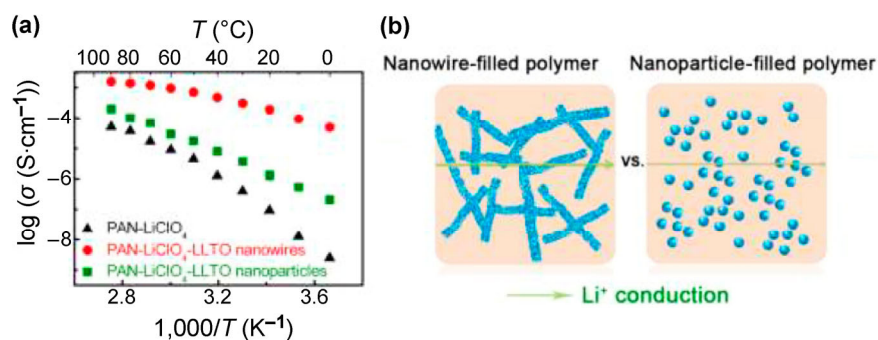 (a)
T (°C)
100 80 60 40 20 0
log (σ (S·cm⁻¹))
−4
−6
−8
PAN-LiClO₄
PAN-LiClO₄-LLTO nanowires
PAN-LiClO₄-LLTO nanoparticles
2.8 3.2 3.6
1,000/T (K⁻¹)
(b)
Nanowire-filled polymer Nanoparticle-filled polymer
vs.
Li⁺ conduction